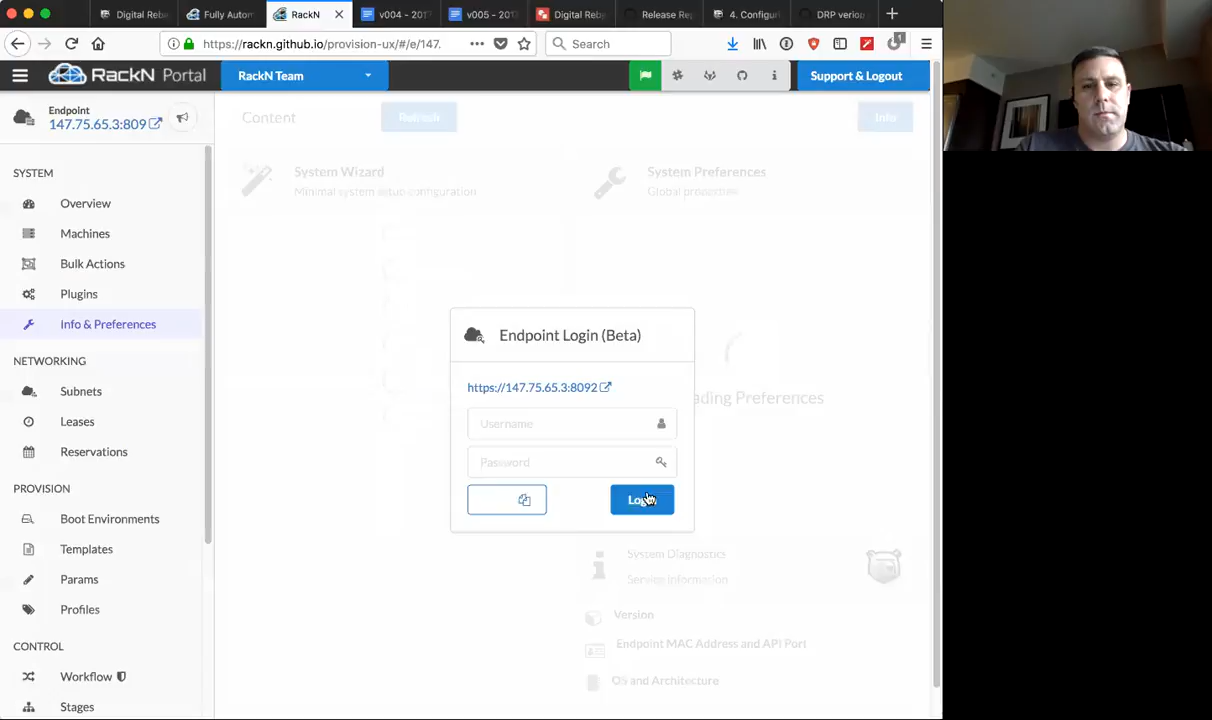 Digital Reb
Fully Autom
RackN
v004 - 201
v005 - 201
Digital Reb
Release Re
4. Configuri
DRP version
https://rackn.github.io/provision-ux/#/e/147.
Search
RackN Portal
RackN Team
Support & Logout
Endpoint
147.75.65.3:809
Content
Refresh
Info
SYSTEM
System Wizard
Minimal system setup configuration
System Preferences
Global properties
Overview
Machines
Bulk Actions
Plugins
Info & Preferences
NETWORKING
Subnets
Leases
Reservations
Endpoint Login (Beta)
https://147.75.65.3:8092
ading Preferences
Username
Password
Log
PROVISION
Boot Environments
Templates
Params
Profiles
System Diagnostics
Service information
Version
Endpoint MAC Address and API Port
OS and Architecture
CONTROL
Workflow
Stages